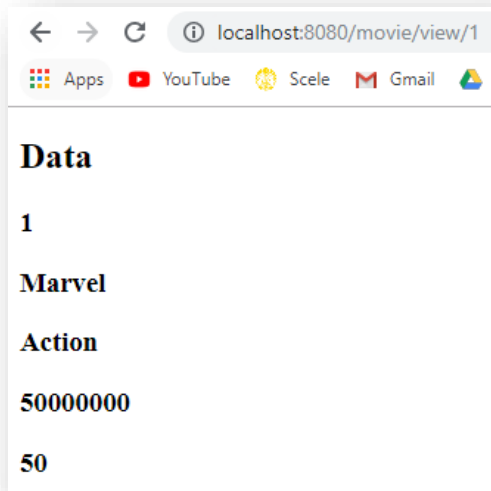 localhost:8080/movie/view/1
Apps YouTube Scele Gmail
Data
1
Marvel
Action
50000000
50